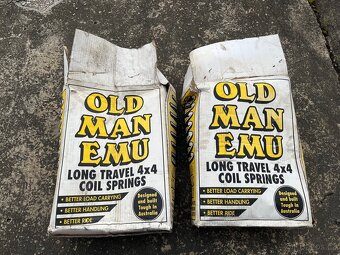 OLD
MAN
EMU
LONG TRAVEL 4x4
COIL SPRINGS
• BETTER LOAD CARRYING
• BETTER HANDLING
• BETTER RIDE
Designed
and built
Tough in
Australia
OLD
MAN
EMU
LONG TRAVEL 4x4
COIL SPRINGS
• BETTER LOAD CARRYING
• BETTER HANDLING
• BETTER RIDE
Designed
and built
Tough in
Australia